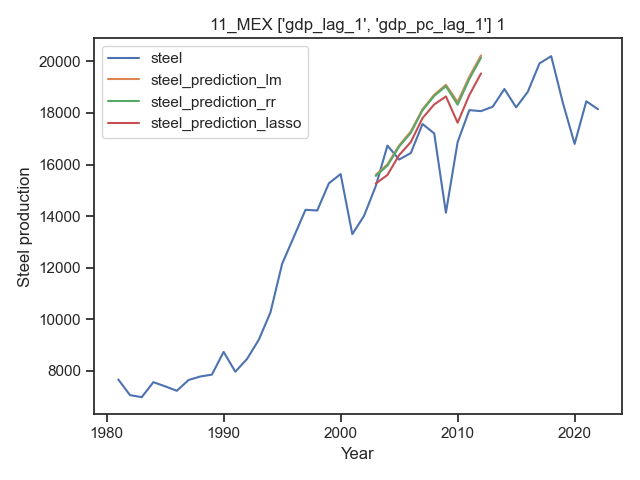 11_MEX ['gdp_lag_1', 'gdp_pc_lag_1'] 1
steel
steel_prediction_lm
steel_prediction_rr
steel_prediction_lasso
Steel production
20000
18000
16000
14000
12000
10000
8000
1980
1990
2000
2010
2020
Year